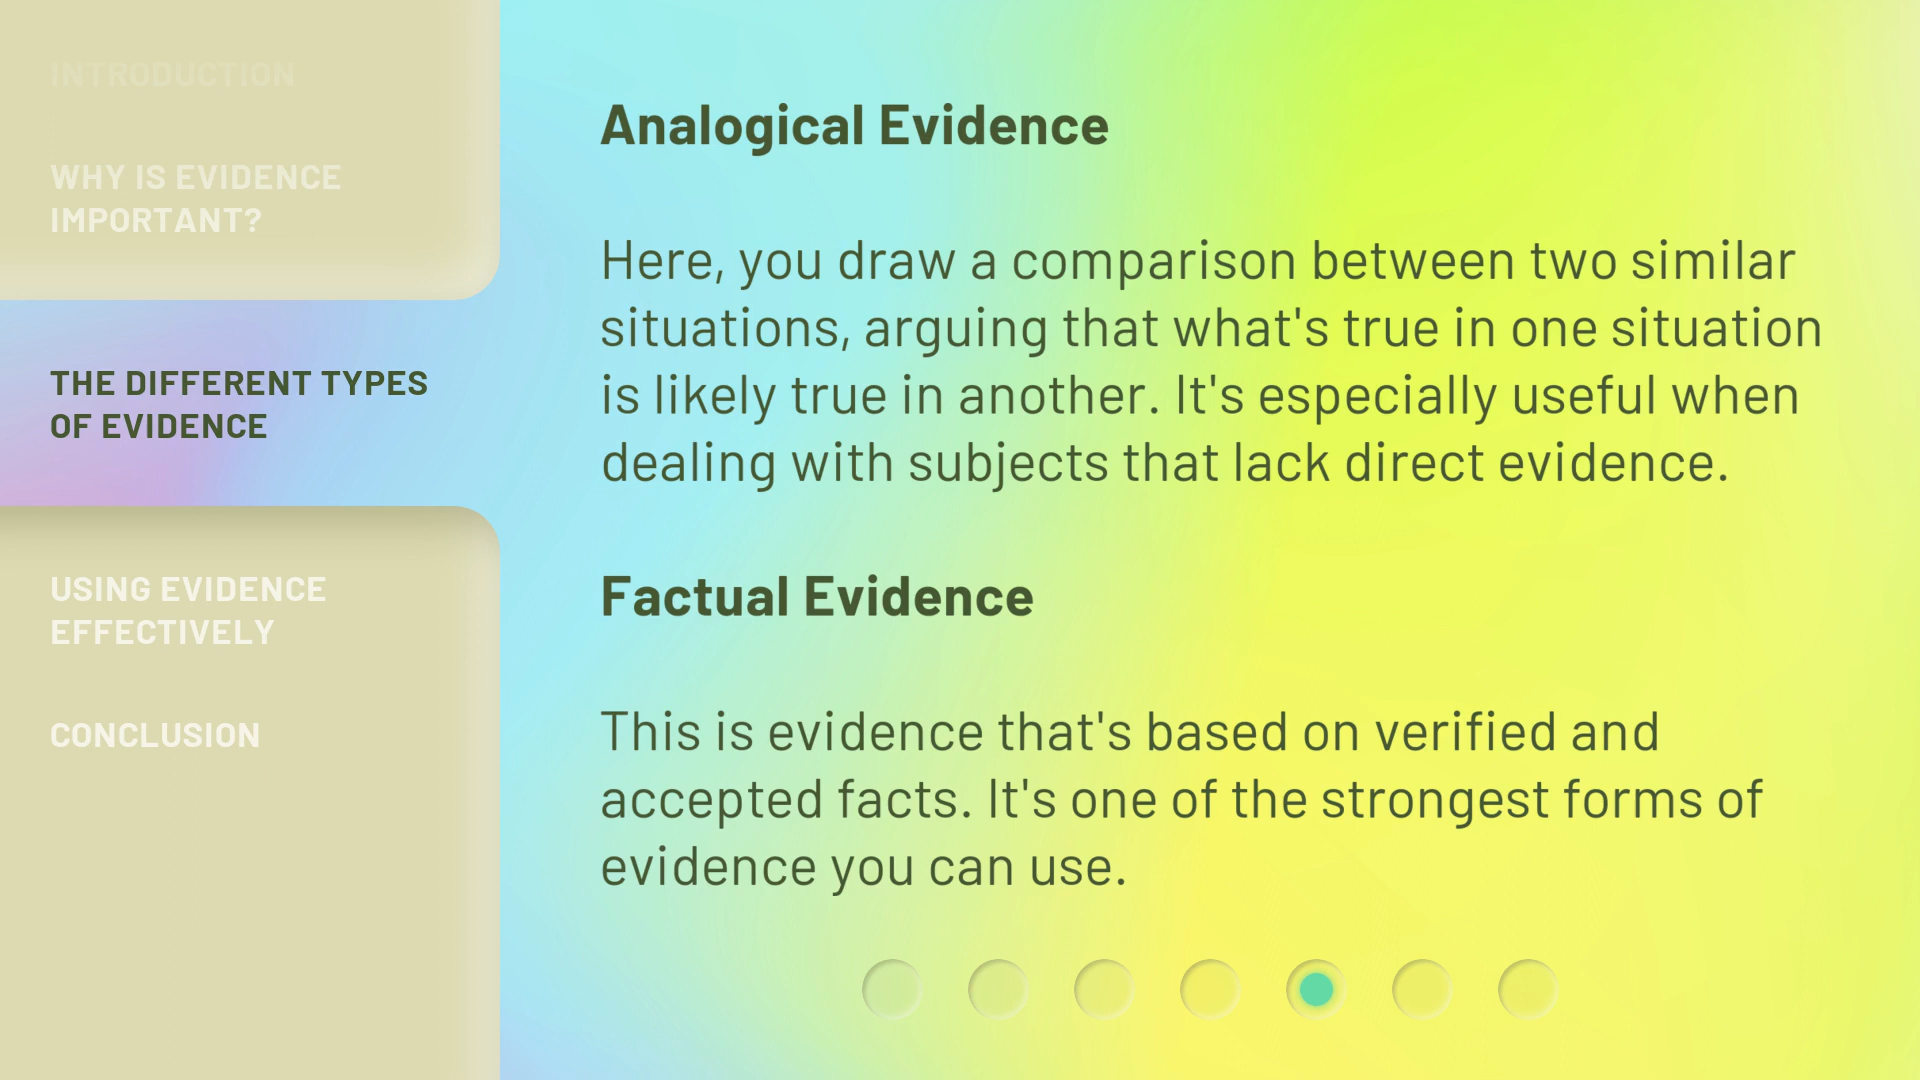 INTRODUCTION
WHY IS EVIDENCE
IMPORTANT?
THE DIFFERENT TYPES
OF EVIDENCE
USING EVIDENCE
EFFECTIVELY
CONCLUSION
Analogical Evidence
Here, you draw a comparison between two similar
situations, arguing that what's true in one situation
is likely true in another. It's especially useful when
dealing with subjects that lack direct evidence.
Factual Evidence
This is evidence that's based on verified and
accepted facts. It's one of the strongest forms of
evidence you can use.